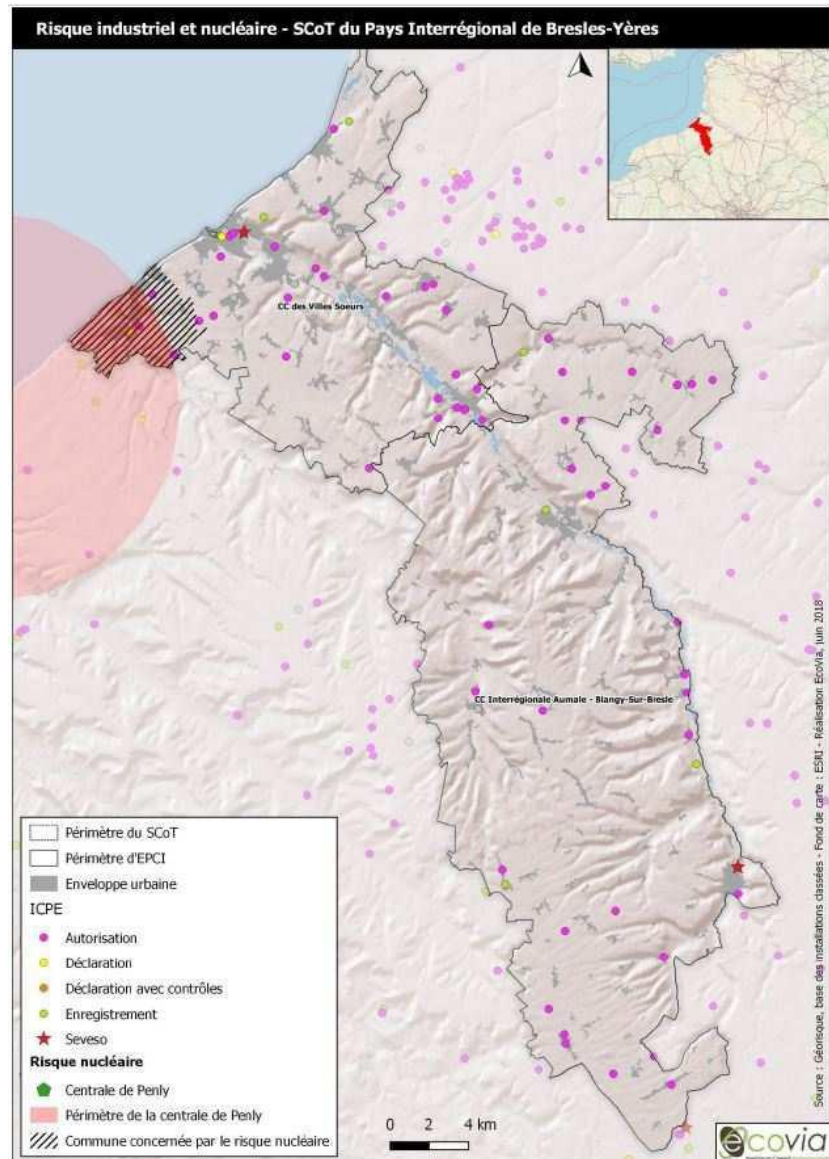 Risque industriel et nucléaire - SCoT du Pays Interrégional de Bresles-Yères
CC des Villes Soeurs
CC Interrégionale Aumale - Blangy-Sur-Bresle
Périmètre du SCoT
Périmètre d'EPCI
Enveloppe urbaine
ICPE
Autorisation
Déclaration
Déclaration avec contrôles
Enregistrement
Seveso
Risque nucléaire
Centrale de Penly
Périmètre de la centrale de Penly
Commune concernée par le risque nucléaire
0 2 4 km
Source : Géorisque, base des installations classées - Fond de carte : ESRI - Réalisation EcoVia, juin 2018
écovia